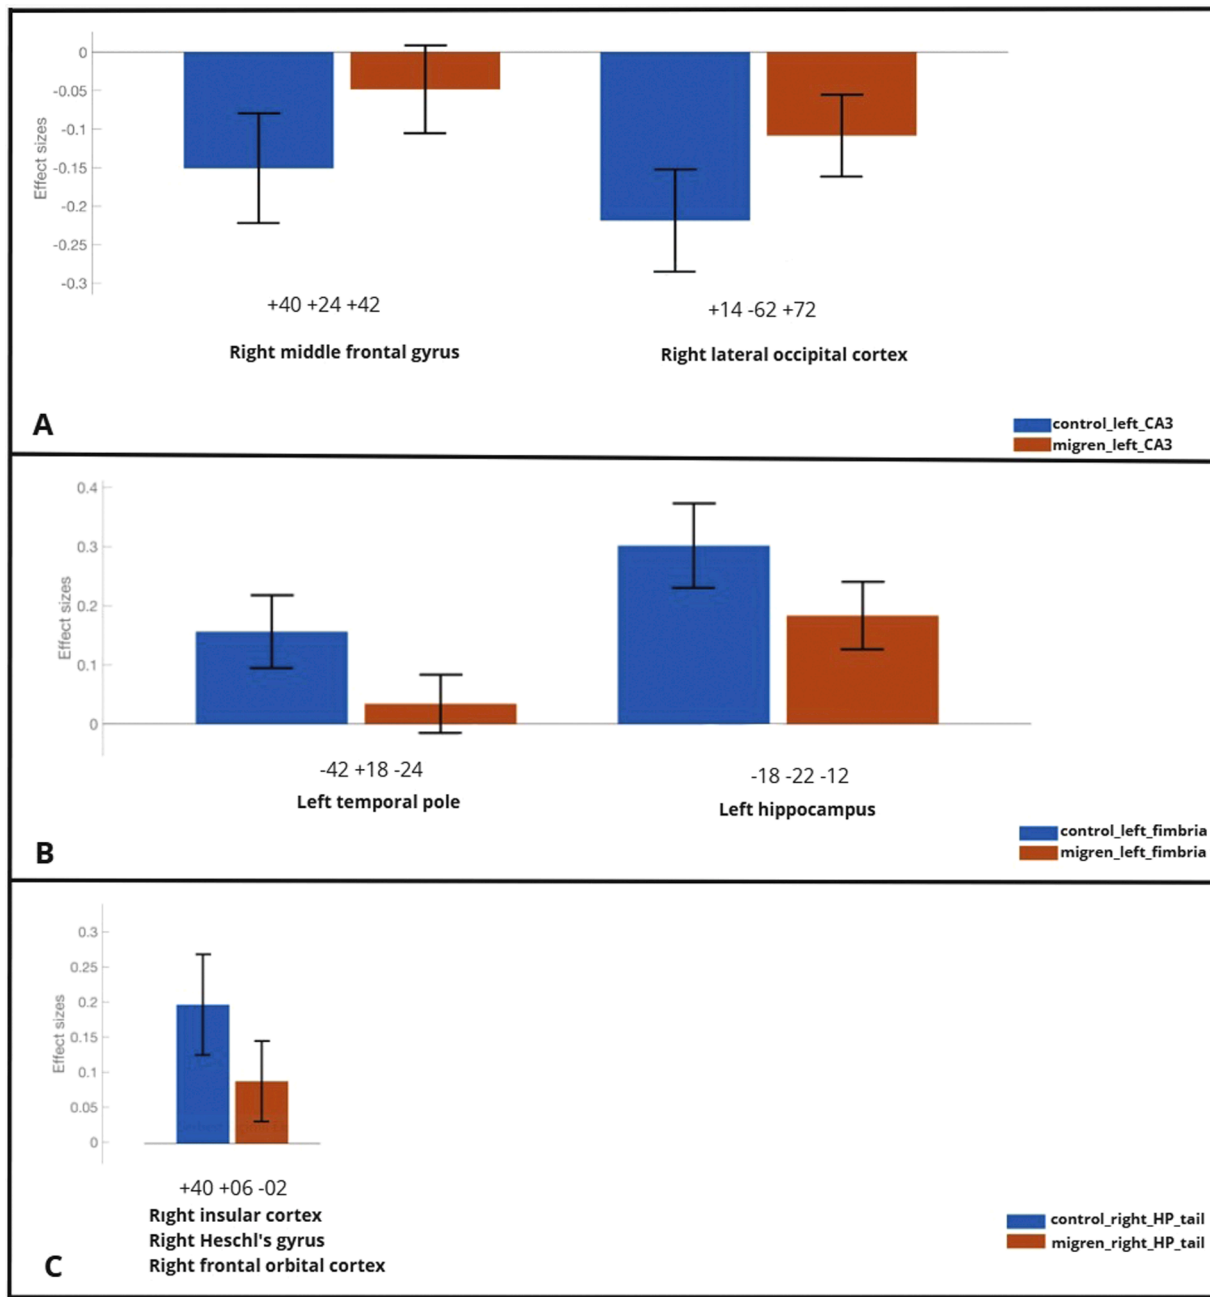 0
-0.05
-0.1
-0.15
-0.2
-0.25
-0.3
Effect sizes
+40 +24 +42
+14 -62 +72
Right middle frontal gyrus
Right lateral occipital cortex
A
control_left_CA3
migren_left_CA3
0.4
0.3
0.2
0.1
0
Effect sizes
-42 +18 -24
-18 -22 -12
Left temporal pole
Left hippocampus
B
control_left_fimbria
migren_left_fimbria
0.3
0.25
0.2
0.15
0.1
0.05
0
Effect sizes
+40 +06 -02
Right insular cortex
Right Heschl's gyrus
Right frontal orbital cortex
C
control_right_HP_tail
migren_right_HP_tail